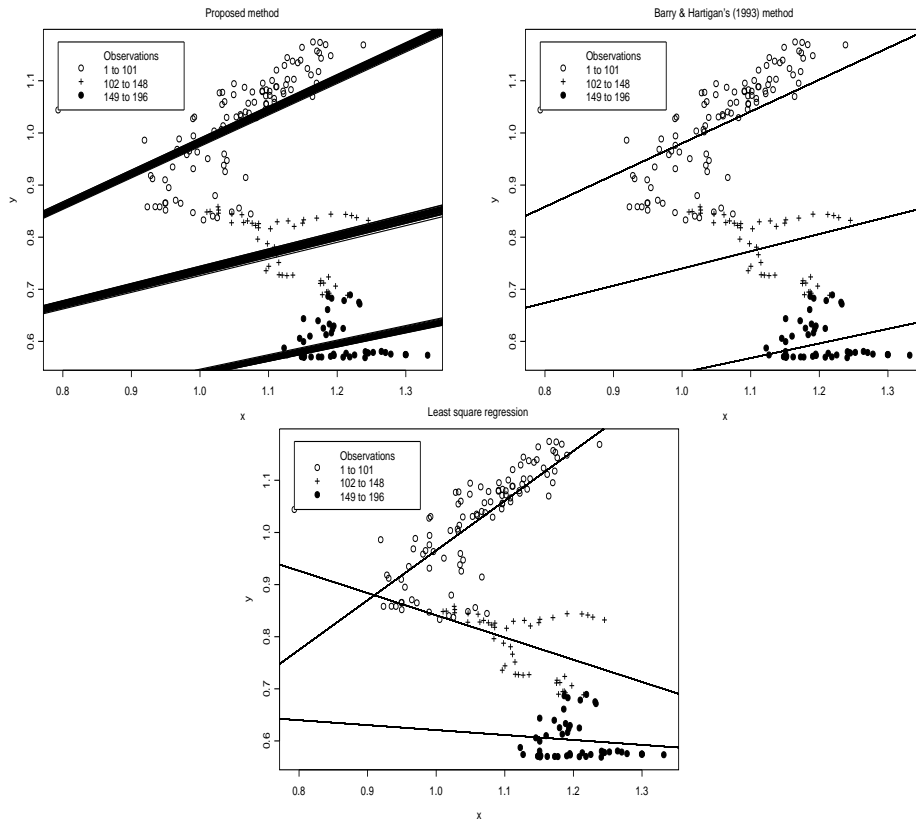 Proposed method
Observations
1 to 101
102 to 148
149 to 196
y
0.6 0.7 0.8 0.9 1.0 1.1
0.8 0.9 1.0 1.1 1.2 1.3
x
Barry & Hartigan's (1993) method
Observations
1 to 101
102 to 148
149 to 196
y
0.6 0.7 0.8 0.9 1.0 1.1
0.8 0.9 1.0 1.1 1.2 1.3
x
Least square regression
Observations
1 to 101
102 to 148
149 to 196
y
0.6 0.7 0.8 0.9 1.0 1.1
0.8 0.9 1.0 1.1 1.2 1.3
x